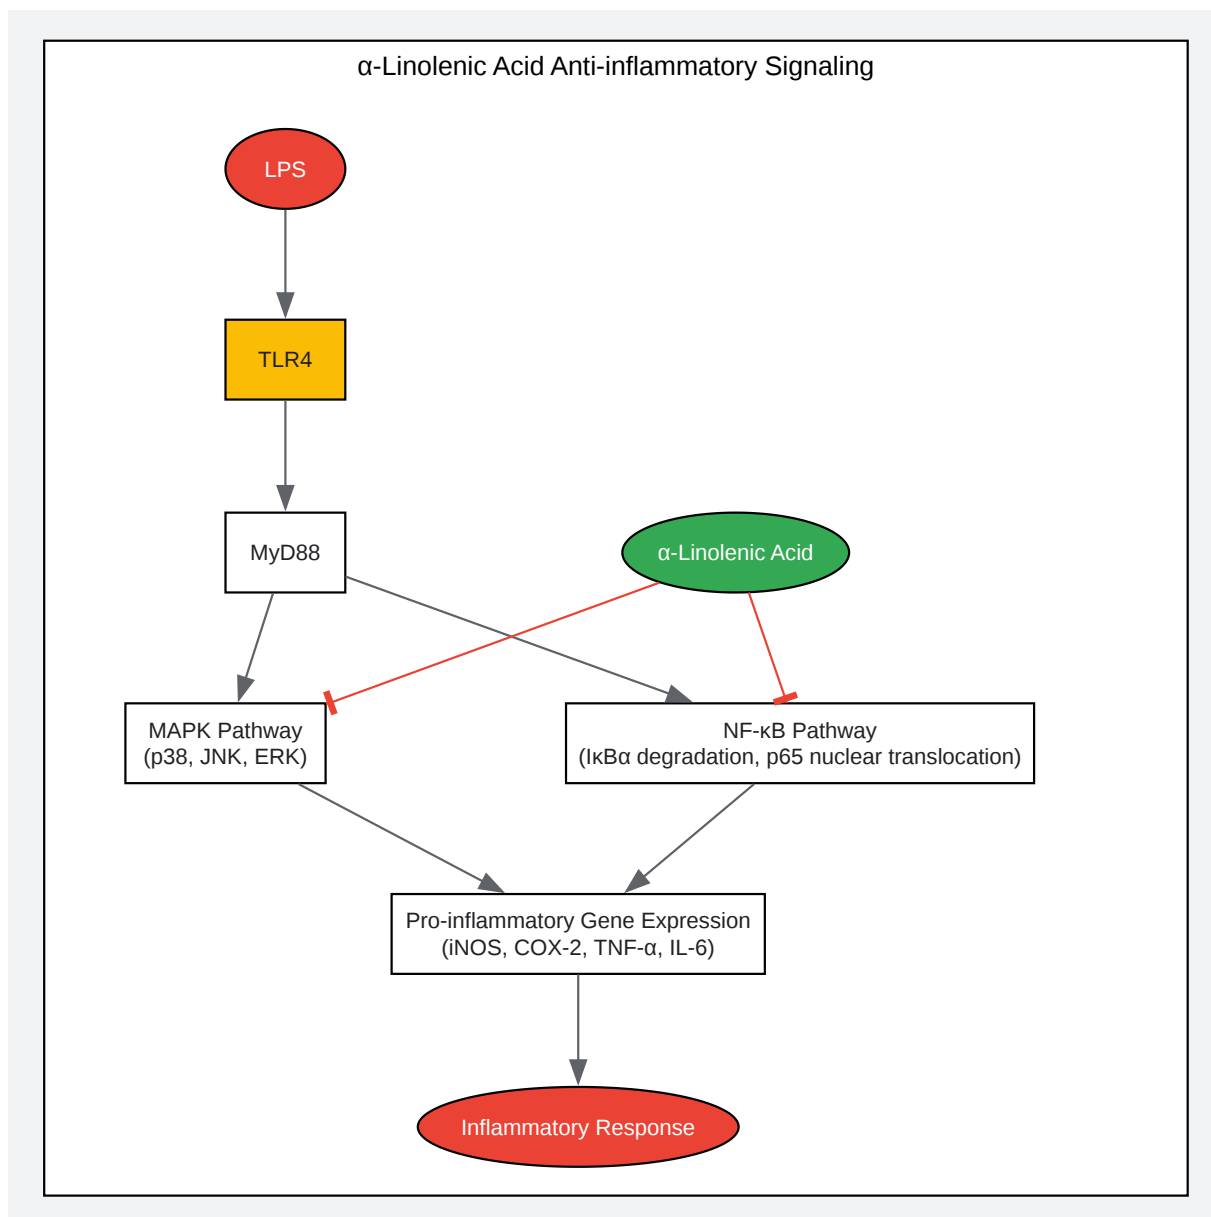 α-Linolenic Acid Anti-inflammatory Signaling
LPS
TLR4
MyD88
α-Linolenic Acid
MAPK Pathway
(p38, JNK, ERK)
NF-κB Pathway
(IκBα degradation, p65 nuclear translocation)
Pro-inflammatory Gene Expression
(iNOS, COX-2, TNF-α, IL-6)
Inflammatory Response